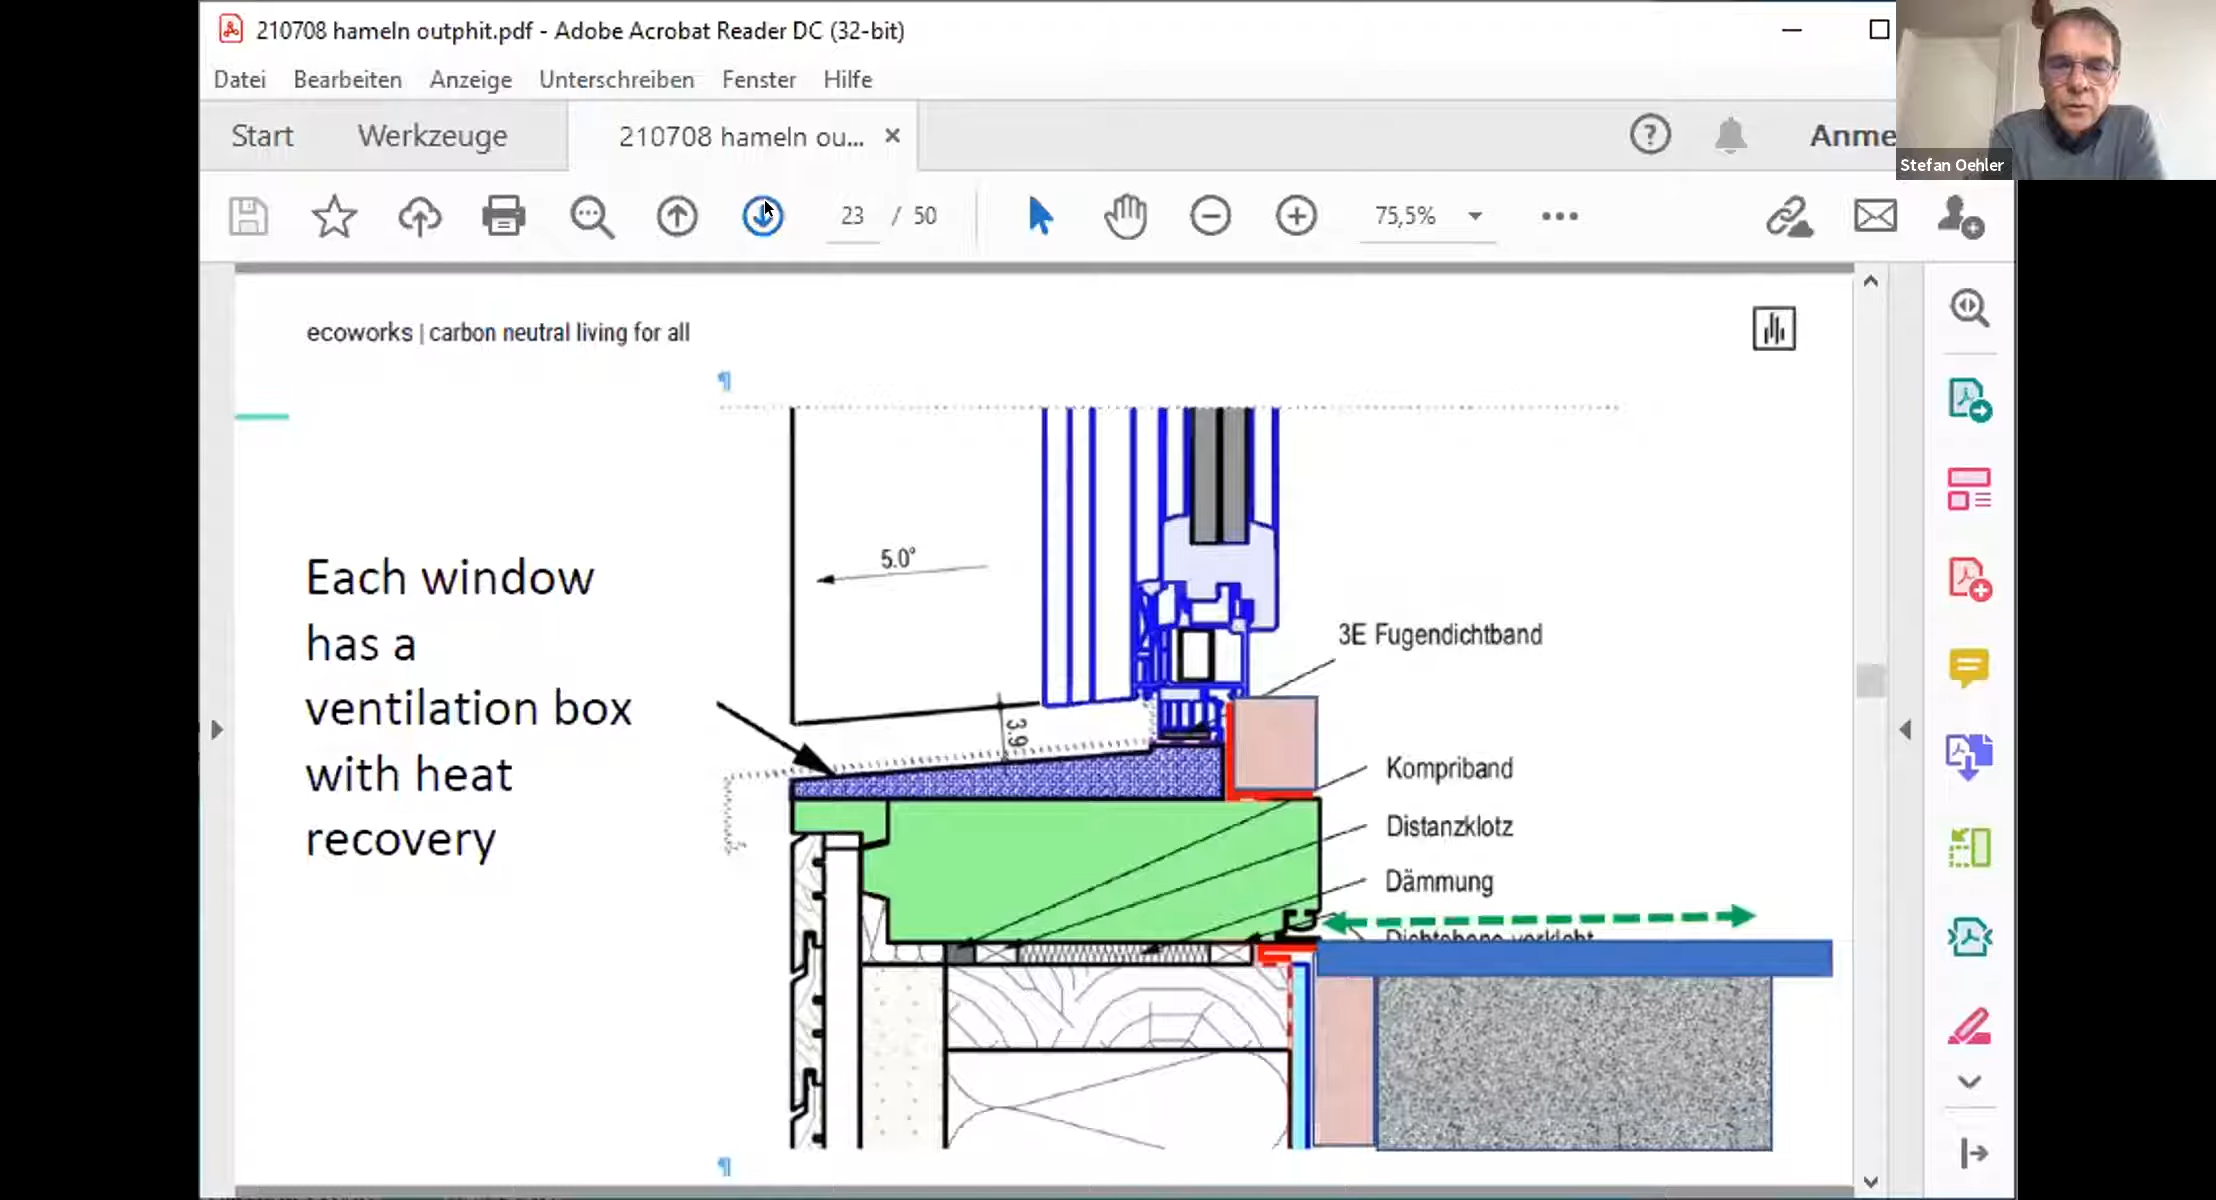 210708 hameln outphit.pdf - Adobe Acrobat Reader DC (32-bit)
Datei Bearbeiten Anzeige Unterschreiben Fenster Hilfe
Start Werkzeuge 210708 hameln ou... Anme
Stefan Oehler
23 / 50 75,5%
ecoworks | carbon neutral living for all
5.0°
Each window
has a
ventilation box
with heat
recovery
3.9
3E Fugendichtband
Kompriband
Distanzklotz
Dämmung
Dichtebene verklebt